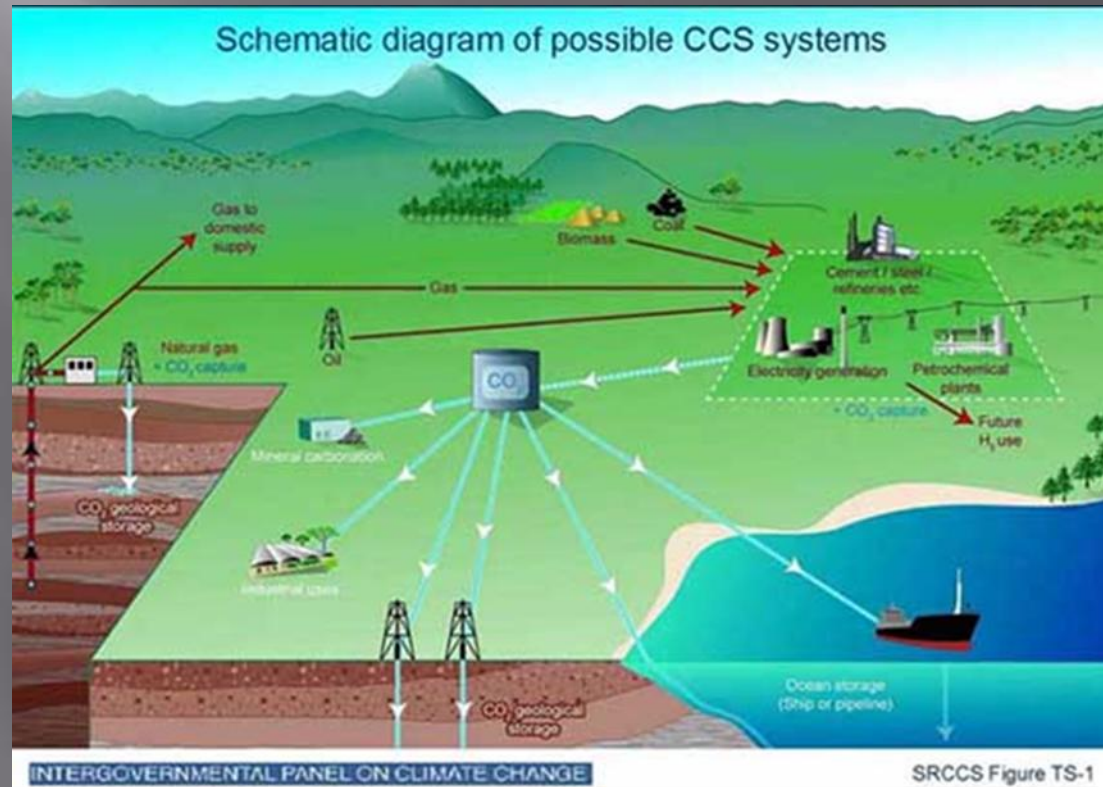 Schematic diagram of possible CCS systems
Gas to
domestic
supply
Biomass
Coal
Cement / steel /
refineries etc
Gas
Natural gas
+ CO₂ capture
Oil
CO₂
Electricity generation
Petrochemical
plants
+ CO₂ capture
Future
H₂ use
Mineral carbonation
CO₂ geological
storage
Industrial uses
Ocean storage
(Ship or pipeline)
CO₂ geological
storage
INTERGOVERNMENTAL PANEL ON CLIMATE CHANGE
SRCCS Figure TS-1